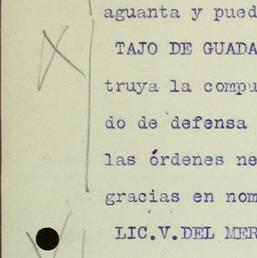 aguanta y pued
TAJO DE GUADA
truya la compu
do de defensa
las órdenes ne
gracias en nom
LIC.V.DEL MER